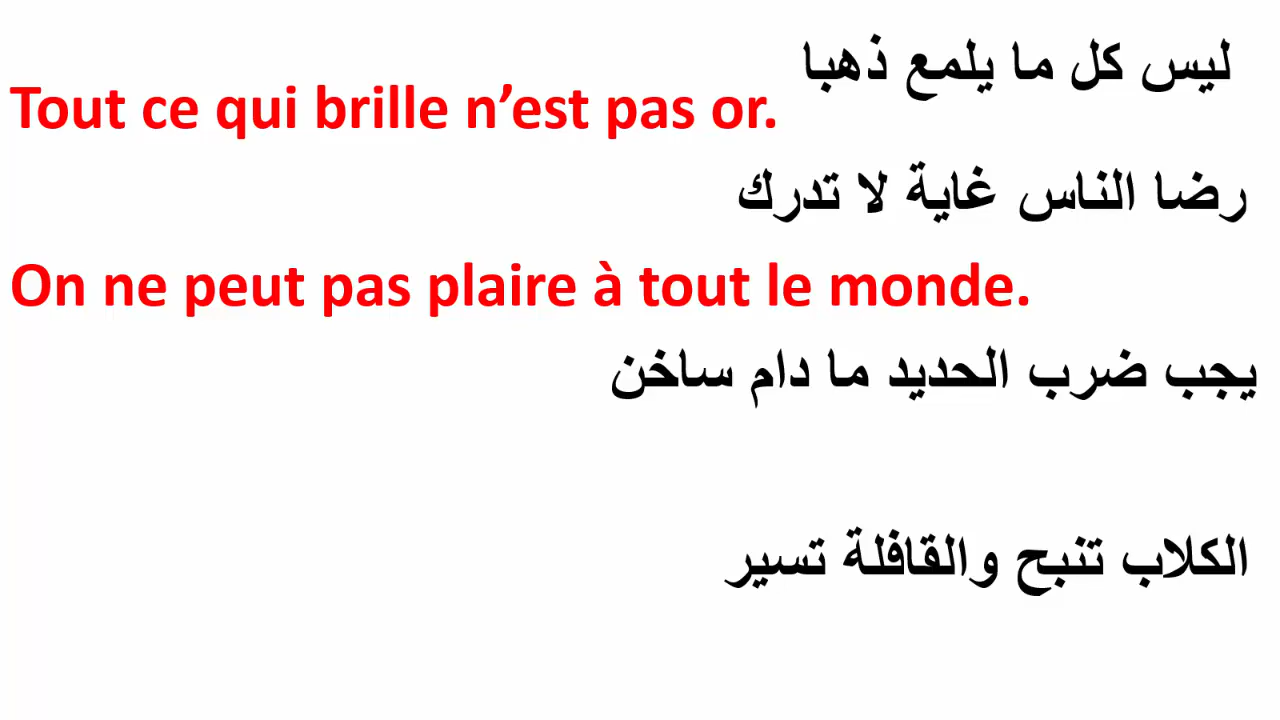 ليس كل ما يلمع ذهبا
Tout ce qui brille n’est pas or.
رضا الناس غاية لا تدرك
On ne peut pas plaire à tout le monde.
يجب ضرب الحديد ما دام ساخن
الكلاب تنبح والقافلة تسير